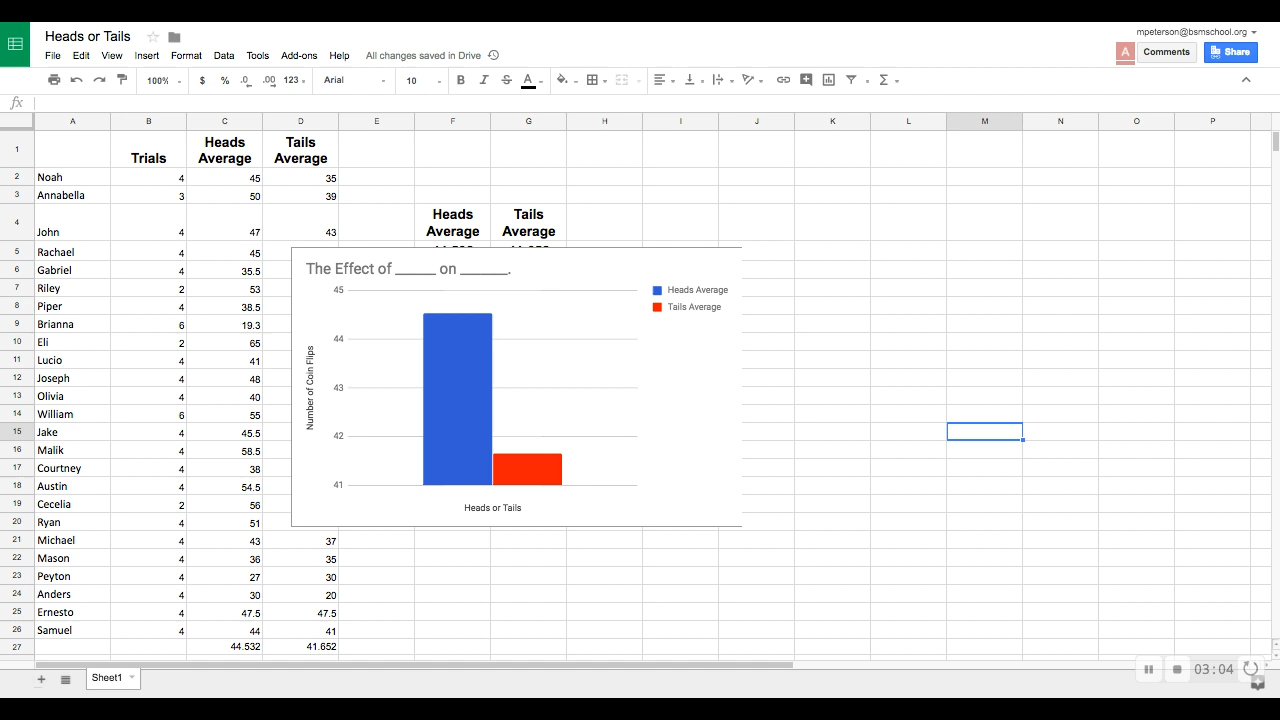 Heads or Tails
mpeterson@bsmschool.org
File Edit View Insert Format Data Tools Add-ons Help All changes saved in Drive
A Comments Share
100% $ % .0 .00 123 Arial 10 B I S A Σ
fx
A B C D E F G H I J K L M N O P
1 Trials Heads Average Tails Average
2 Noah 4 45 35
3 Annabella 3 50 39
4 John 4 47 43 Heads Average Tails Average
5 Rachael 4 45
6 Gabriel 4 35.5
7 Riley 2 53
8 Piper 4 38.5
9 Brianna 6 19.3
10 Eli 2 65
11 Lucio 4 41
12 Joseph 4 48
13 Olivia 4 40
14 William 6 55
15 Jake 4 45.5
16 Malik 4 58.5
17 Courtney 4 38
18 Austin 4 54.5
19 Cecelia 2 56
20 Ryan 4 51
21 Michael 4 43 37
22 Mason 4 36 35
23 Peyton 4 27 30
24 Anders 4 30 20
25 Ernesto 4 47.5 47.5
26 Samuel 4 44 41
27 44.532 41.652
The Effect of _____ on ______.
Heads Average
Tails Average
45
44
43
42
41
Number of Coin Flips
Heads or Tails
Sheet1
03:04